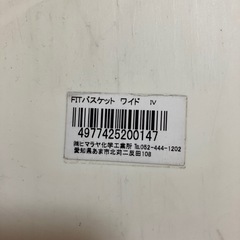 FITバスケット ワイド IV
4977425200147
㈱ヒマラヤ化学工業所 ℡052-444-1202
愛知県あま市北苅二反田108